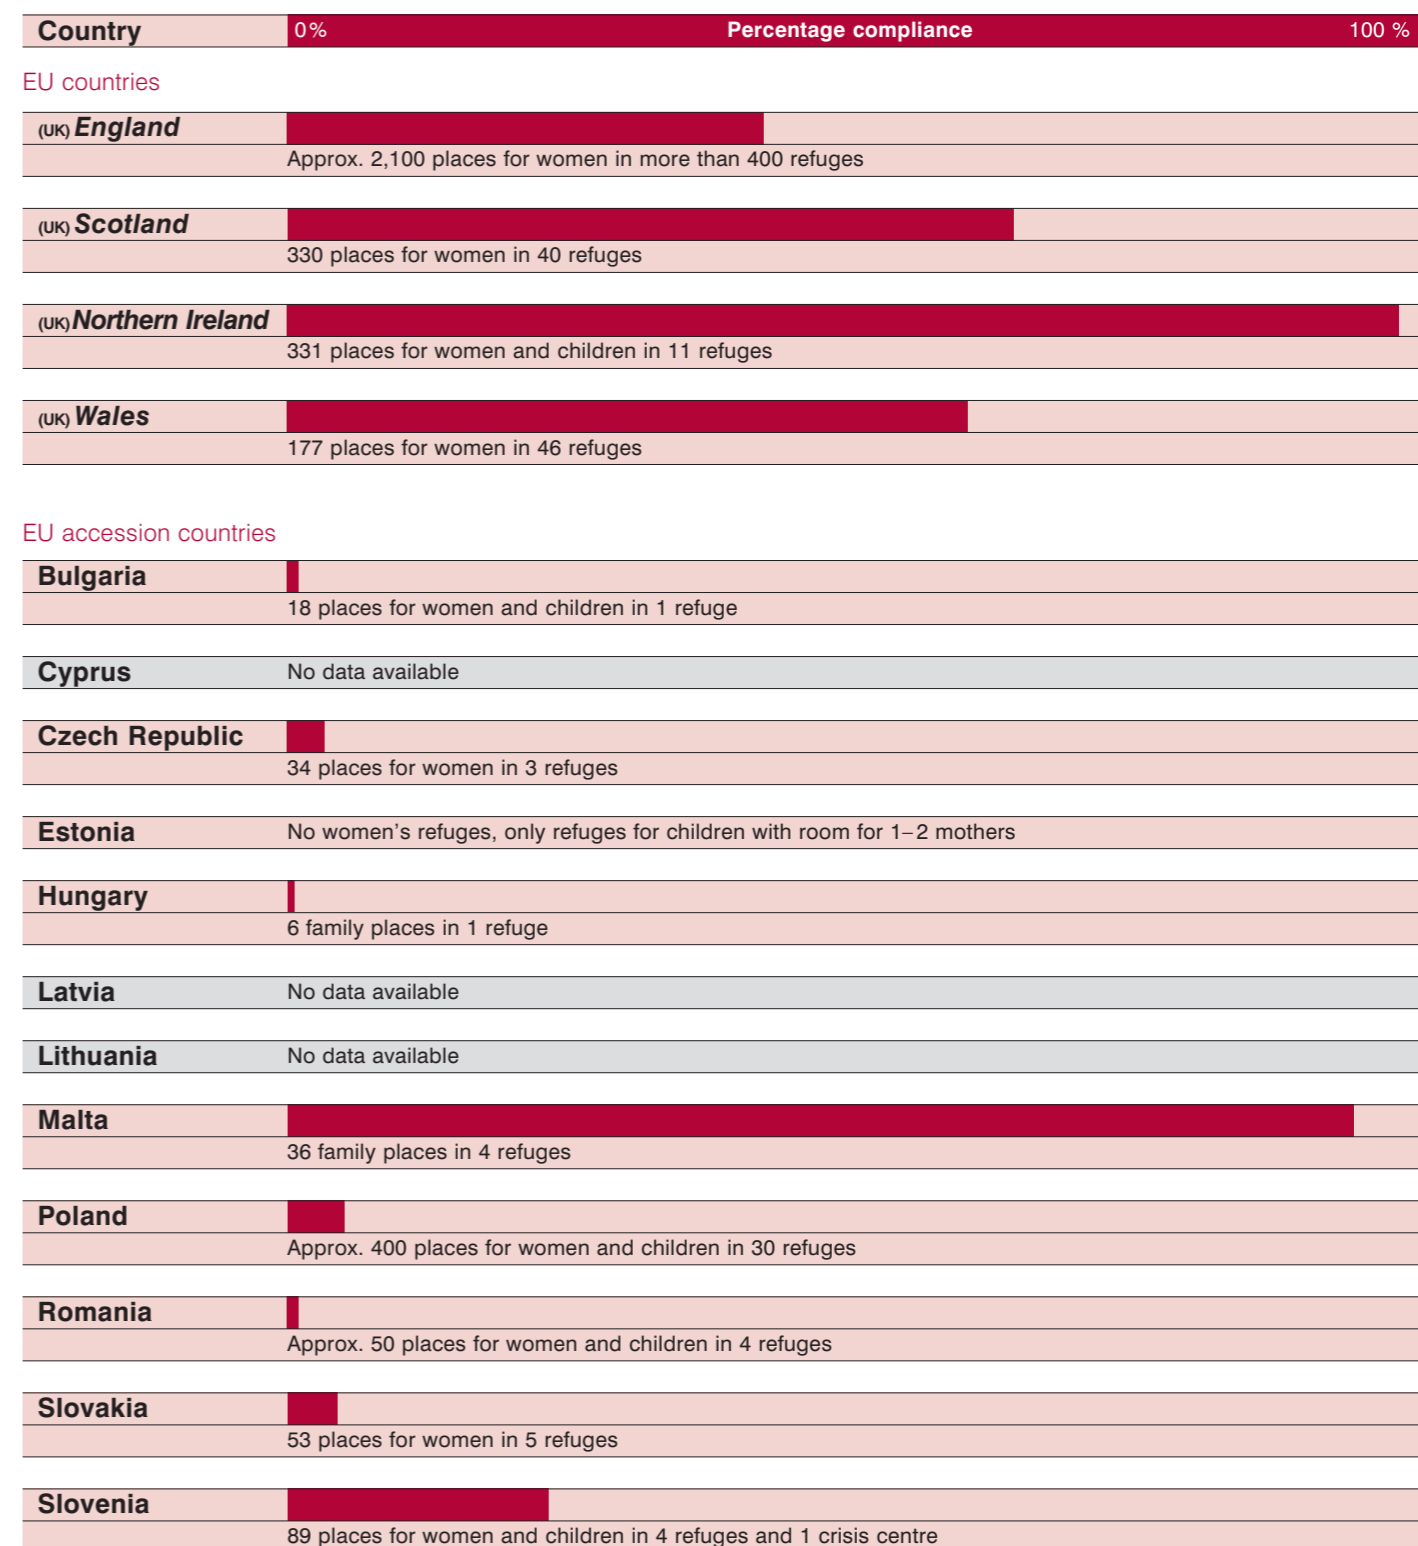 Country 0% Percentage compliance 100 %
EU countries
(UK) England
Approx. 2,100 places for women in more than 400 refuges
(UK) Scotland
330 places for women in 40 refuges
(UK) Northern Ireland
331 places for women and children in 11 refuges
(UK) Wales
177 places for women in 46 refuges
EU accession countries
Bulgaria
18 places for women and children in 1 refuge
Cyprus No data available
Czech Republic
34 places for women in 3 refuges
Estonia No women’s refuges, only refuges for children with room for 1–2 mothers
Hungary
6 family places in 1 refuge
Latvia No data available
Lithuania No data available
Malta
36 family places in 4 refuges
Poland
Approx. 400 places for women and children in 30 refuges
Romania
Approx. 50 places for women and children in 4 refuges
Slovakia
53 places for women in 5 refuges
Slovenia
89 places for women and children in 4 refuges and 1 crisis centre